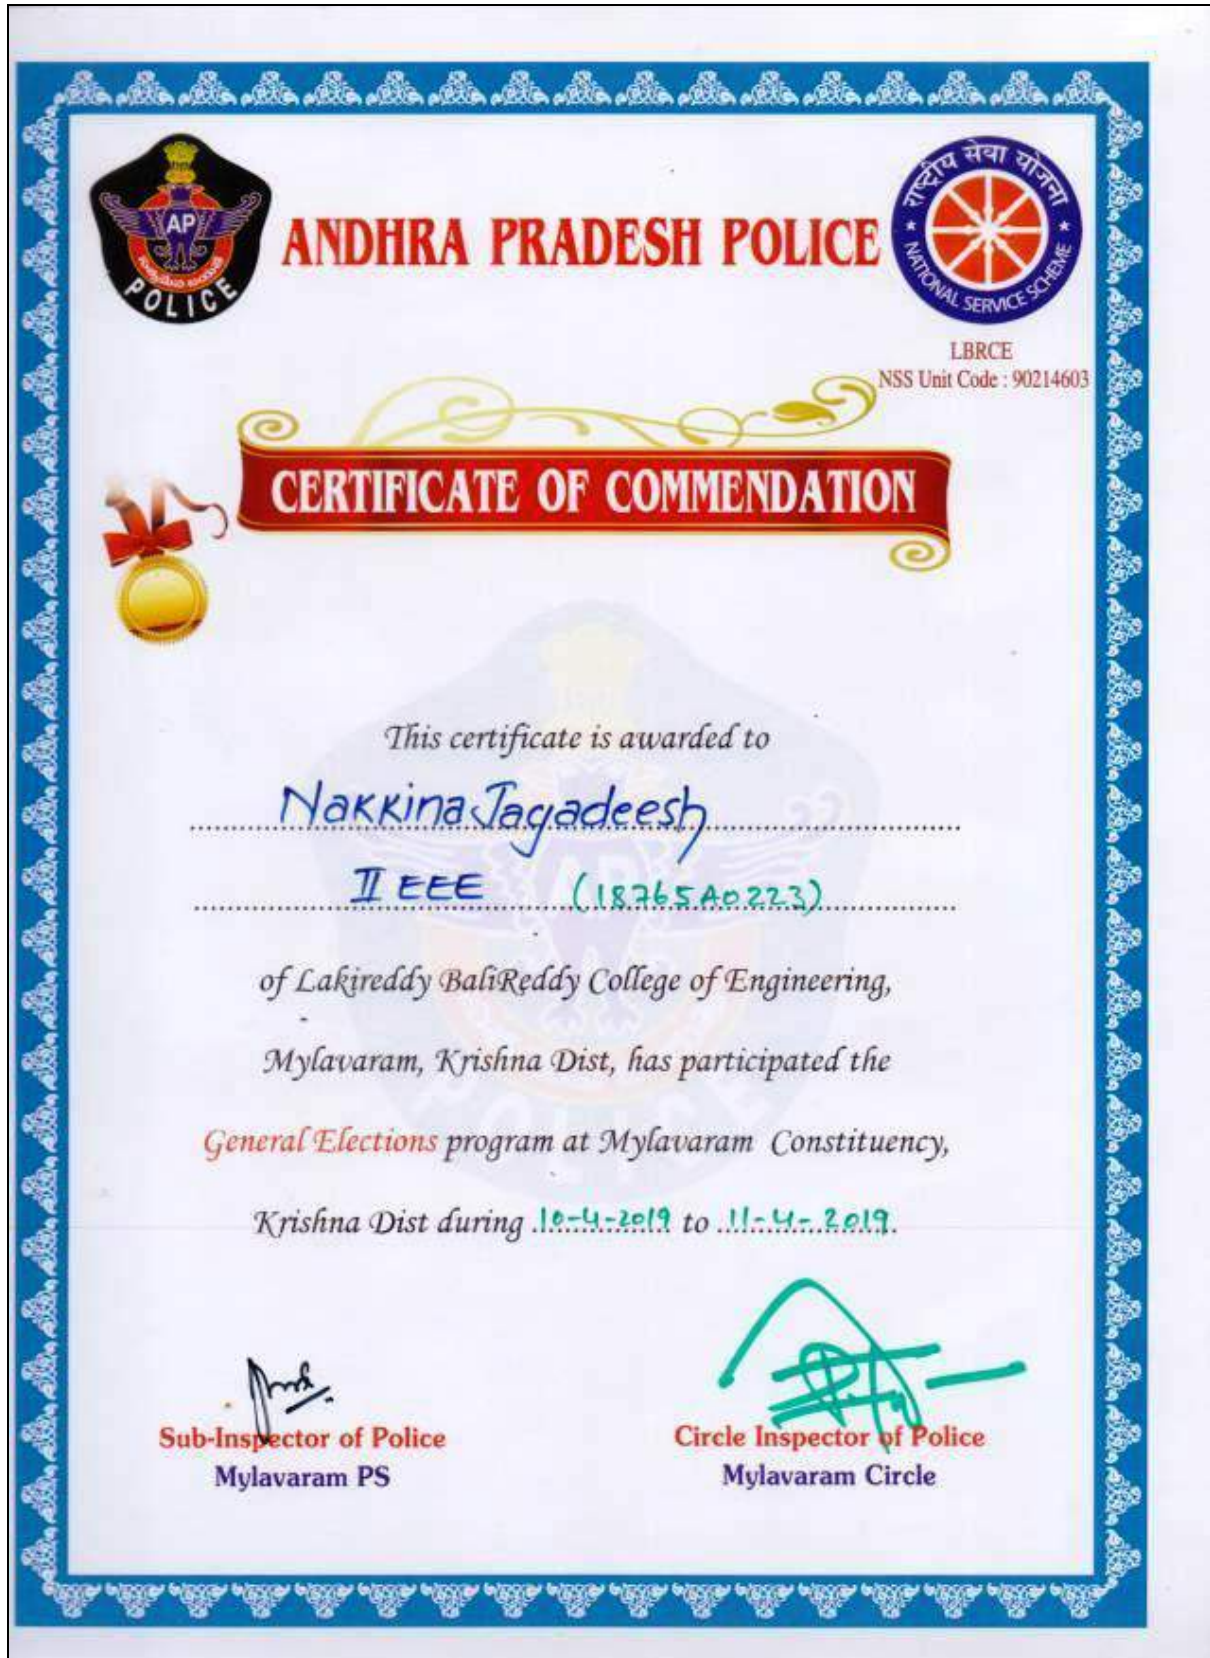 AP
POLICE
ANDHRA PRADESH POLICE
राष्ट्रीय सेवा योजना
NATIONAL SERVICE SCHEME
LBRCE
NSS Unit Code : 90214603
CERTIFICATE OF COMMENDATION
This certificate is awarded to
Nakkina Jagadeesh
II EEE (18765A0223)
of Lakireddy BaliReddy College of Engineering,
Mylavaram, Krishna Dist, has participated the
General Elections program at Mylavaram Constituency,
Krishna Dist during 10-4-2019 to 11-4-2019.
Sub-Inspector of Police
Mylavaram PS
Circle Inspector of Police
Mylavaram Circle